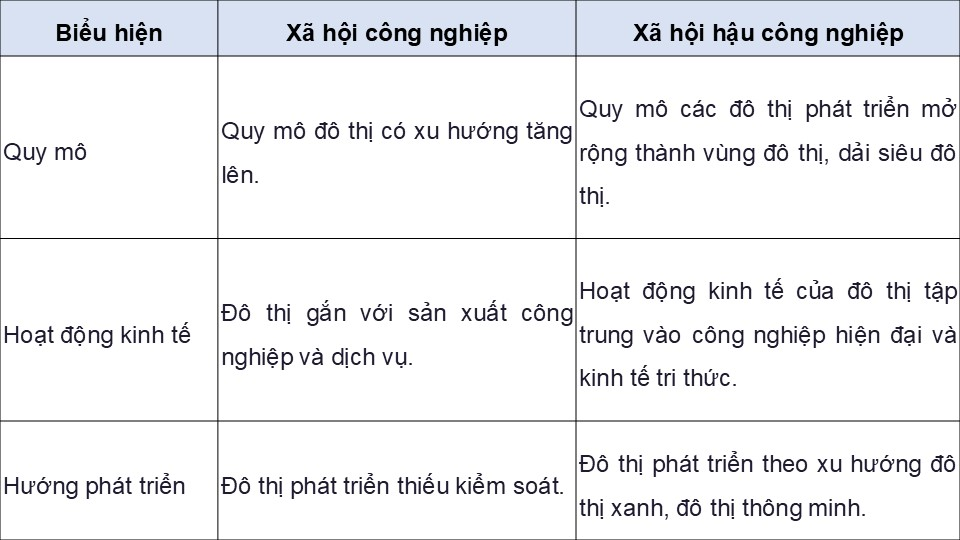 Biểu hiện
Xã hội công nghiệp
Xã hội hậu công nghiệp
Quy mô
Quy mô đô thị có xu hướng tăng
lên.
Quy mô các đô thị phát triển mở
rộng thành vùng đô thị, dải siêu đô
thị.
Hoạt động kinh tế
Đô thị gắn với sản xuất công
nghiệp và dịch vụ.
Hoạt động kinh tế của đô thị tập
trung vào công nghiệp hiện đại và
kinh tế tri thức.
Hướng phát triển
Đô thị phát triển thiếu kiểm soát.
Đô thị phát triển theo xu hướng đô
thị xanh, đô thị thông minh.